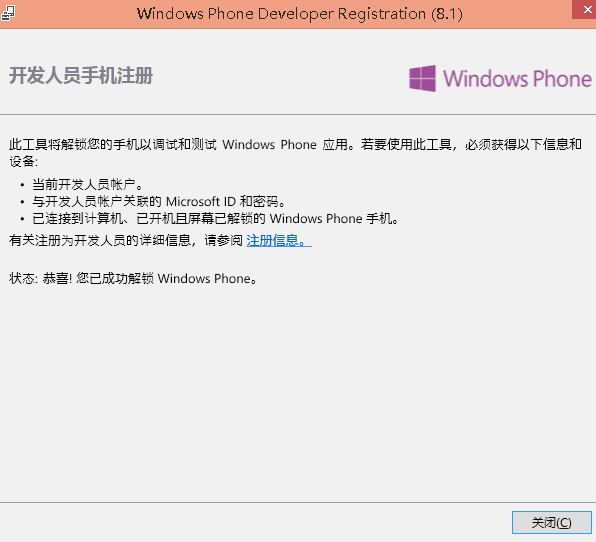 Windows Phone Developer Registration (8.1)
开发人员手机注册
Windows Phone
此工具将解锁您的手机以调试和测试 Windows Phone 应用。若要使用此工具，必须获得以下信息和
设备:
• 当前开发人员帐户。
• 与开发人员帐户关联的 Microsoft ID 和密码。
• 已连接到计算机、已开机且屏幕已解锁的 Windows Phone 手机。
有关注册为开发人员的详细信息，请参阅 注册信息。
状态: 恭喜! 您已成功解锁 Windows Phone。
关闭(C)